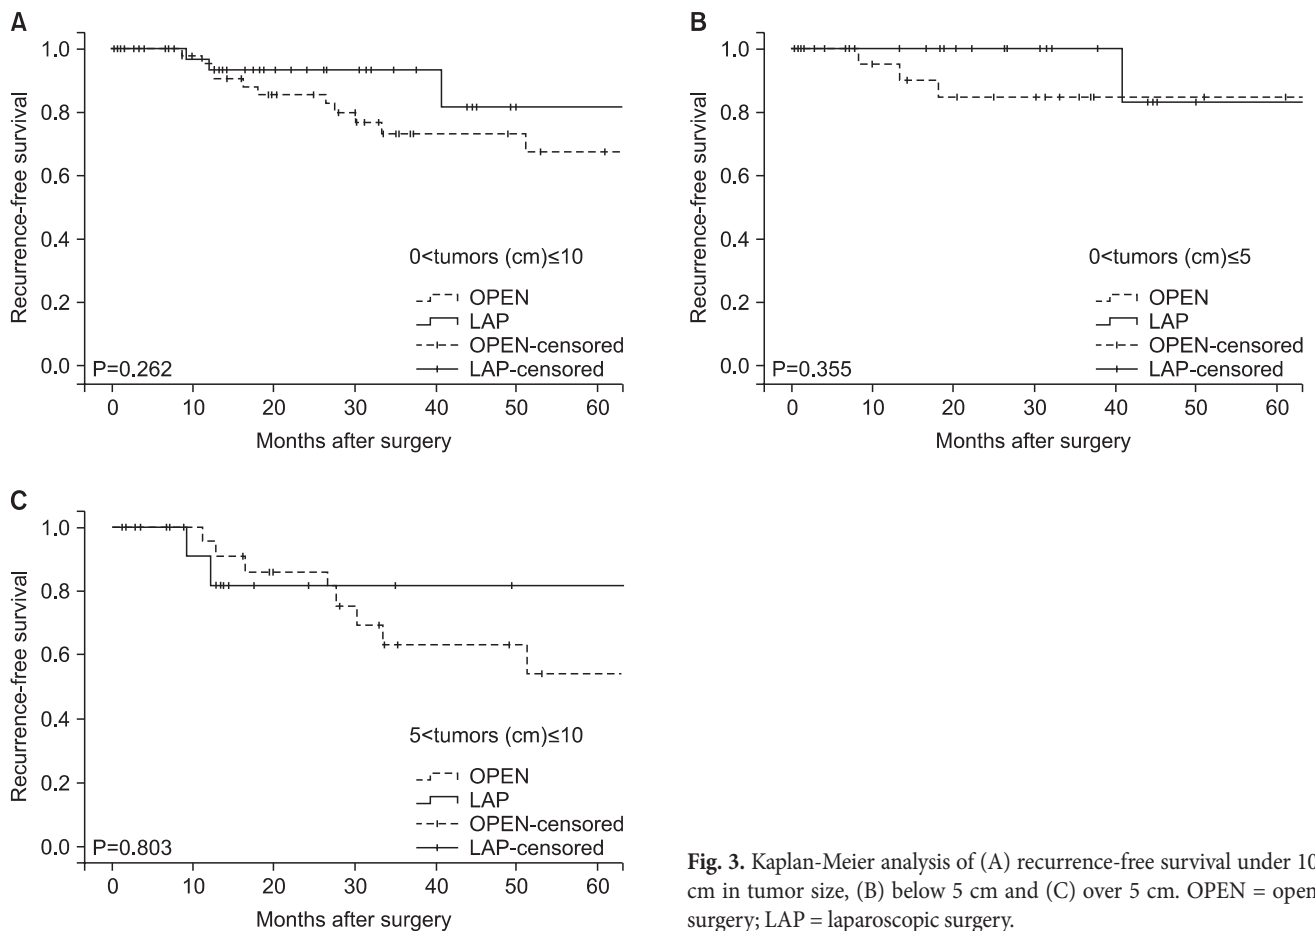 A
1.0
0.8
0.6
0.4
0.2
0.0
Recurrence-free survival
0<tumors (cm)≤10
OPEN
LAP
OPEN-censored
LAP-censored
P=0.262
0 10 20 30 40 50 60
Months after surgery
B
1.0
0.8
0.6
0.4
0.2
0.0
Recurrence-free survival
0<tumors (cm)≤5
OPEN
LAP
OPEN-censored
LAP-censored
P=0.355
0 10 20 30 40 50 60
Months after surgery
C
1.0
0.8
0.6
0.4
0.2
0.0
Recurrence-free survival
5<tumors (cm)≤10
OPEN
LAP
OPEN-censored
LAP-censored
P=0.803
0 10 20 30 40 50 60
Months after surgery
Fig. 3. Kaplan-Meier analysis of (A) recurrence-free survival under 10
cm in tumor size, (B) below 5 cm and (C) over 5 cm. OPEN = open
surgery; LAP = laparoscopic surgery.